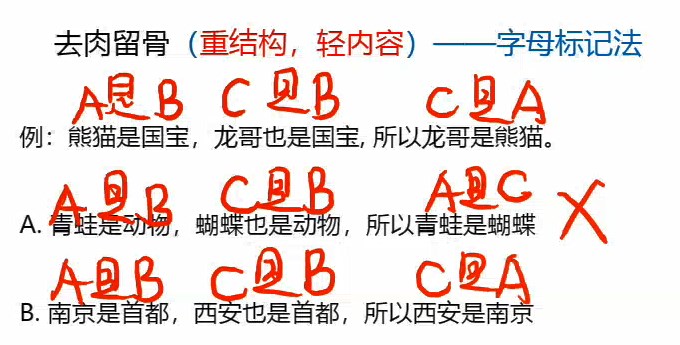 去肉留骨（重结构，轻内容）——字母标记法
A是B C是B C是A
例：熊猫是国宝，龙哥也是国宝, 所以龙哥是熊猫。
A是B C是B A是C
A. 青蛙是动物，蝴蝶也是动物，所以青蛙是蝴蝶 X
A是B C是B C是A
B. 南京是首都，西安也是首都，所以西安是南京